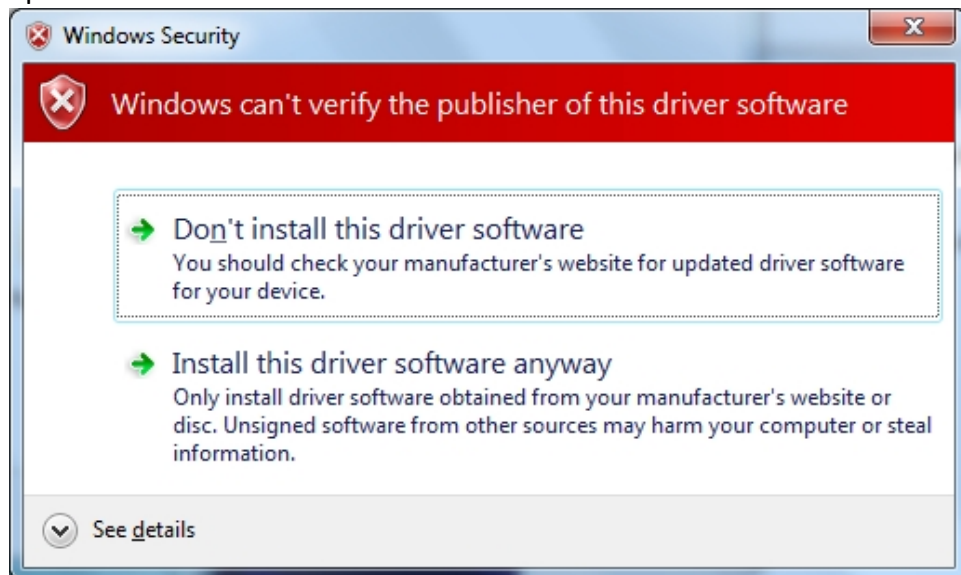 Windows Security
Windows can't verify the publisher of this driver software
Don't install this driver software
You should check your manufacturer's website for updated driver software
for your device.
Install this driver software anyway
Only install driver software obtained from your manufacturer's website or
disc. Unsigned software from other sources may harm your computer or steal
information.
See details